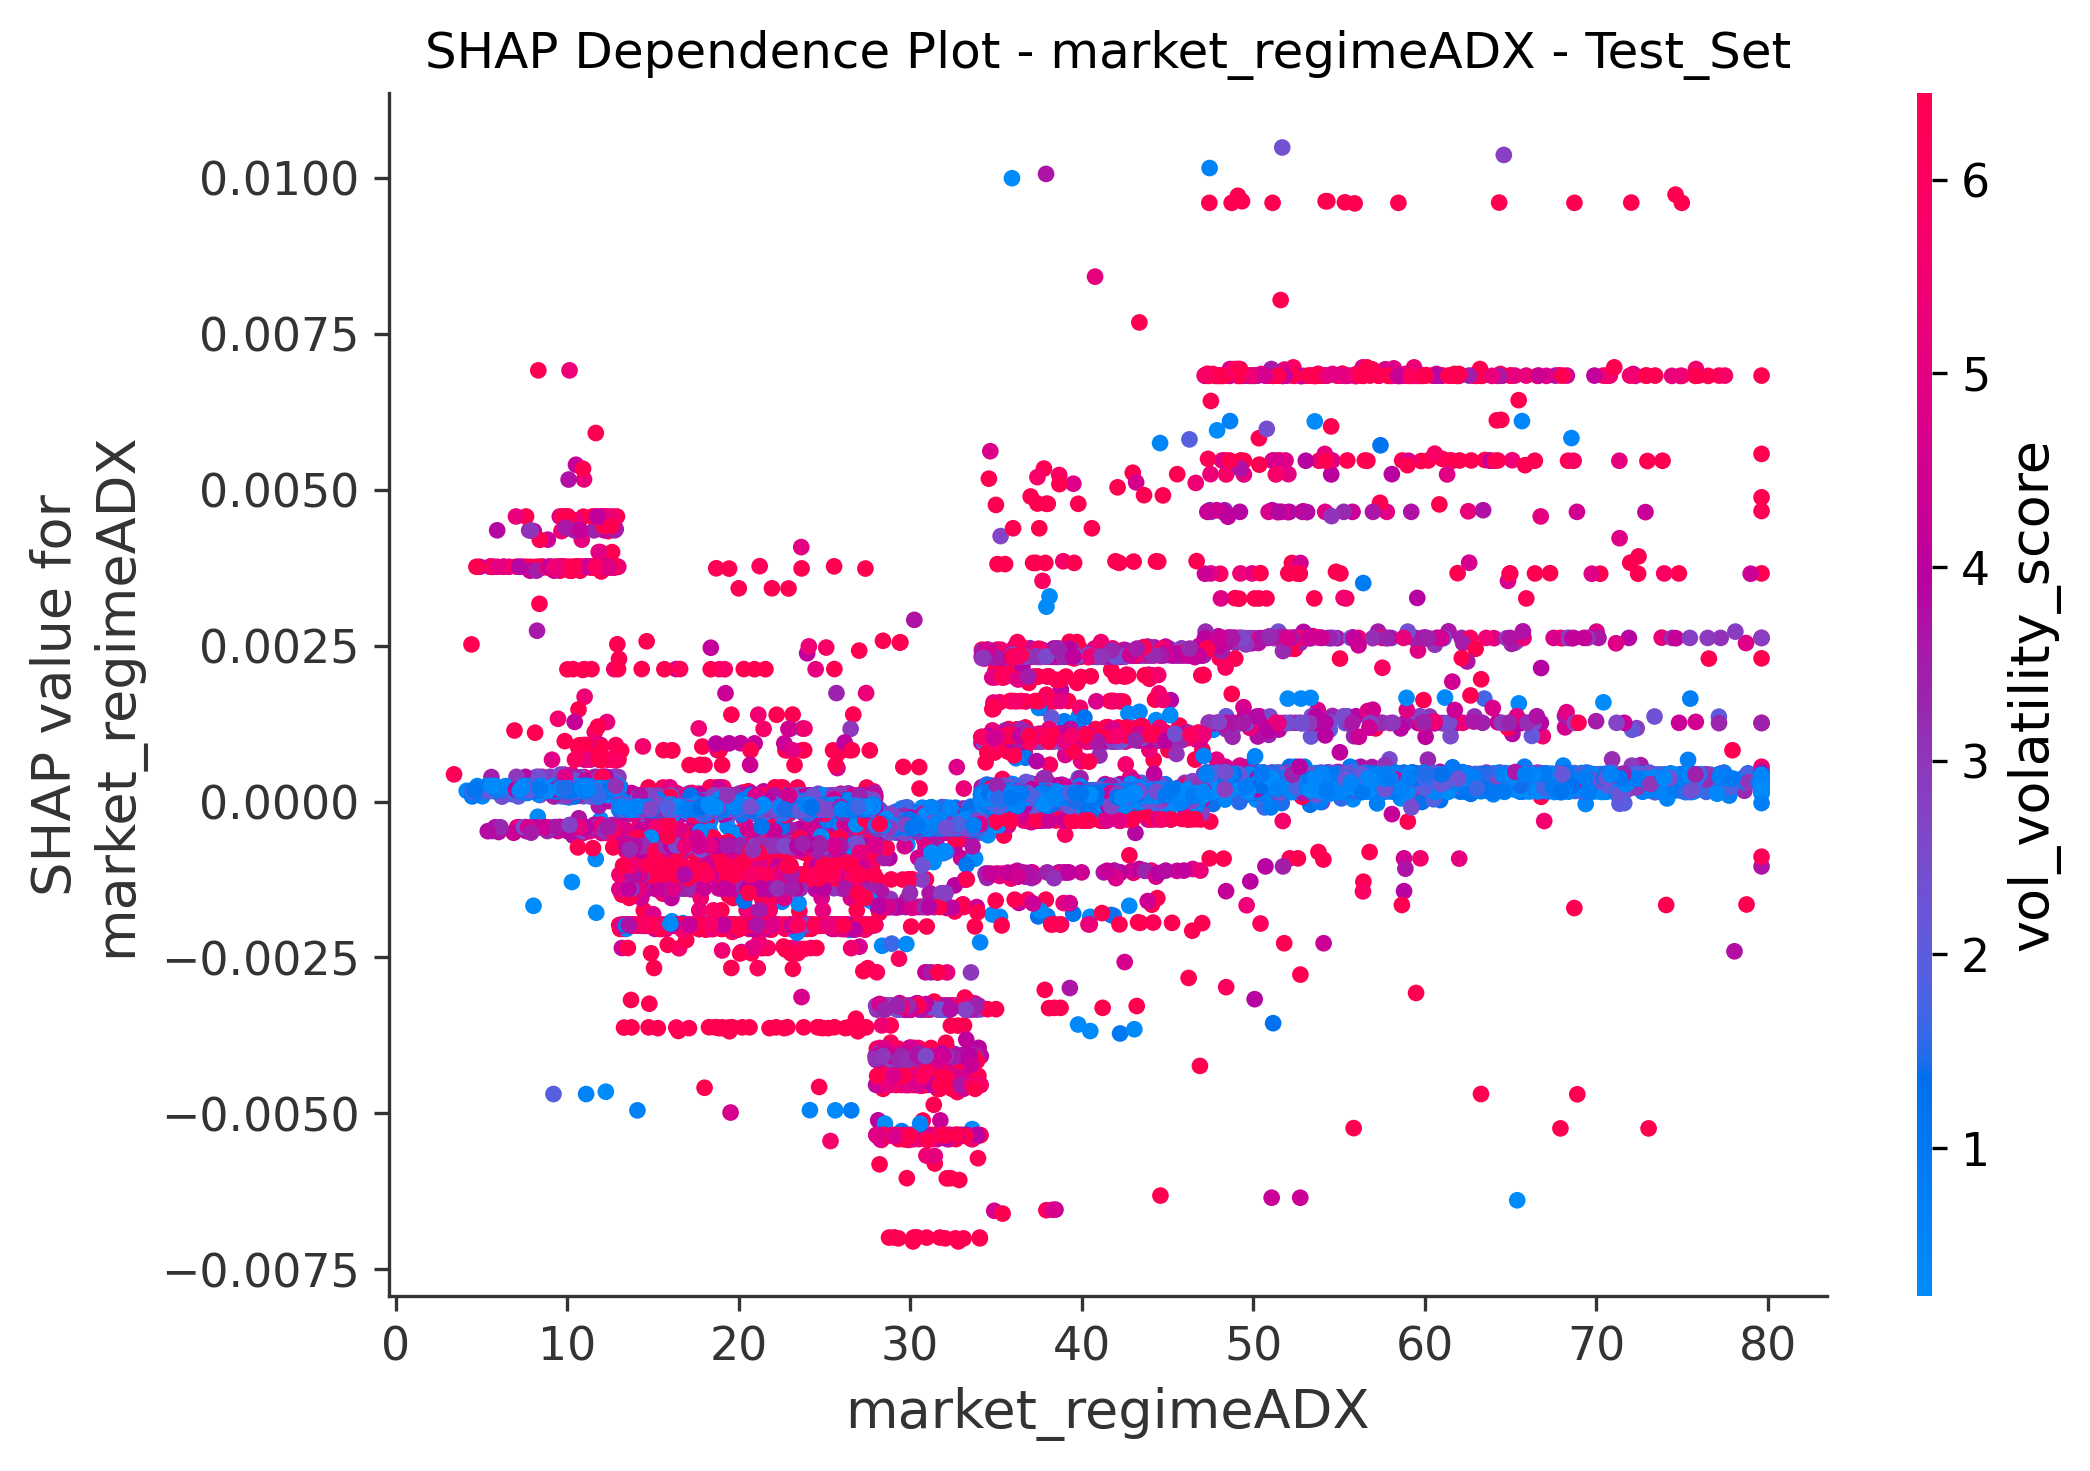 SHAP Dependence Plot - market_regimeADX - Test_Set
SHAP value for
market_regimeADX
0.0100
0.0075
0.0050
0.0025
0.0000
−0.0025
−0.0050
−0.0075
0 10 20 30 40 50 60 70 80
market_regimeADX
6
5
4
3
2
1
vol_volatility_score